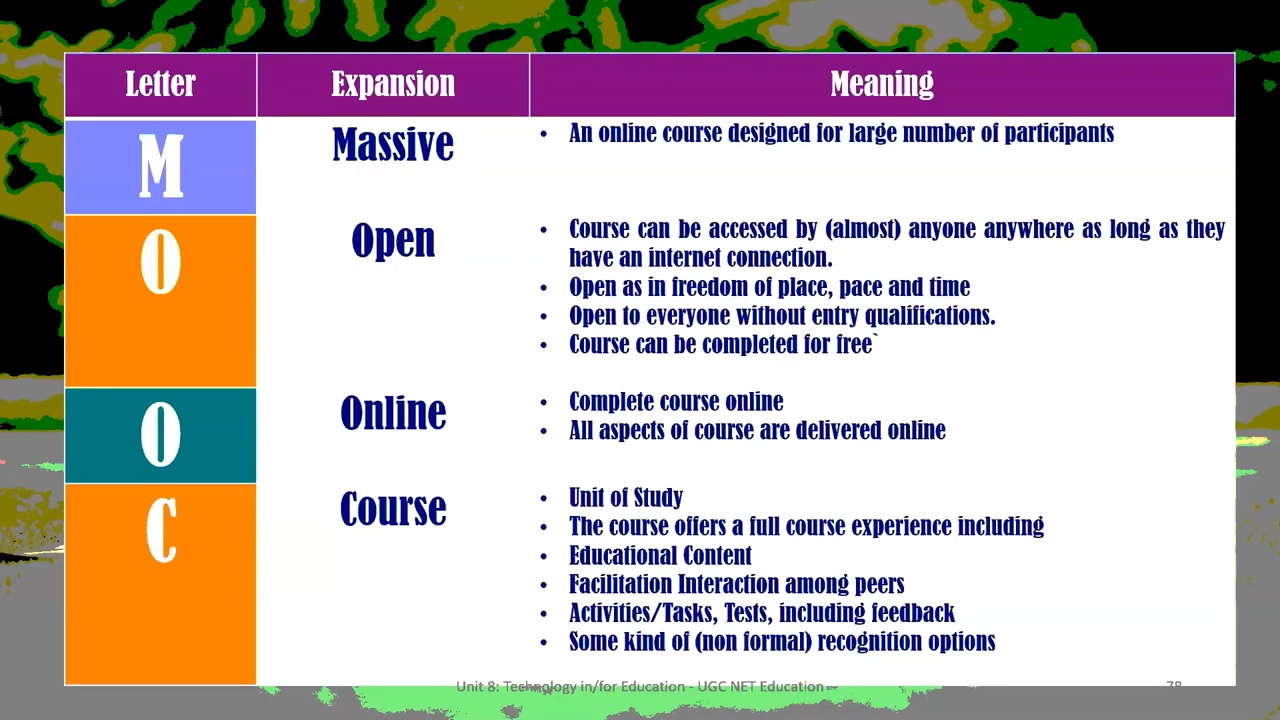 Letter Expansion Meaning
M Massive • An online course designed for large number of participants
O Open • Course can be accessed by (almost) anyone anywhere as long as they
have an internet connection.
• Open as in freedom of place, pace and time
• Open to everyone without entry qualifications.
• Course can be completed for free`
O Online • Complete course online
• All aspects of course are delivered online
C Course • Unit of Study
• The course offers a full course experience including
• Educational Content
• Facilitation Interaction among peers
• Activities/Tasks, Tests, including feedback
• Some kind of (non formal) recognition options
Unit 8: Technology in/for Education - UGC NET Education 78